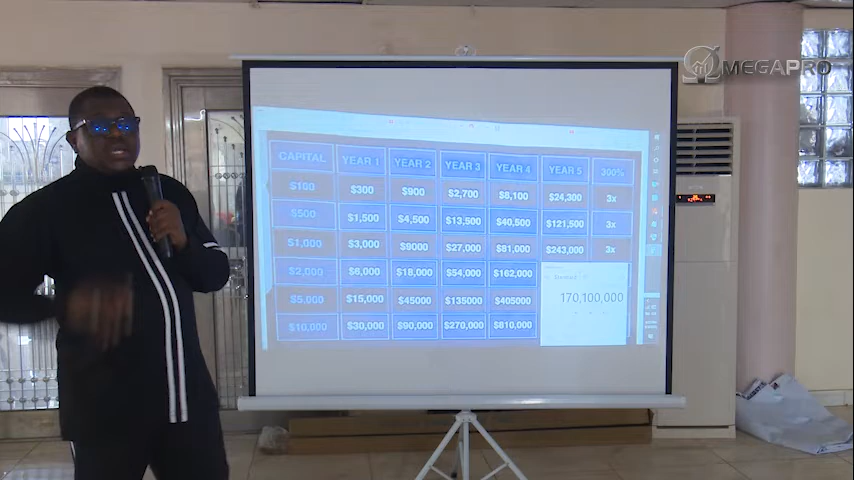 MEGAPRO
CAPITAL YEAR 1 YEAR 2 YEAR 3 YEAR 4 YEAR 5 300%
$100 $300 $900 $2,700 $8,100 $24,300 3x
$500 $1,500 $4,500 $13,500 $40,500 $121,500 3x
$1,000 $3,000 $9000 $27,000 $81,000 $243,000 3x
$2,000 $6,000 $18,000 $54,000 $162,000
$5,000 $15,000 $45000 $135000 $405000
170,100,000
$10,000 $30,000 $90,000 $270,000 $810,000